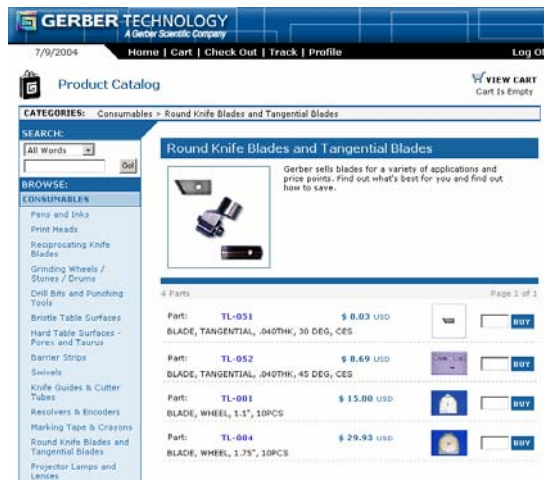 GERBER TECHNOLOGY
A Gerber Scientific Company
7/9/2004 Home | Cart | Check Out | Track | Profile Log Of
Product Catalog
VIEW CART
Cart Is Empty
CATEGORIES: Consumables > Round Knife Blades and Tangential Blades
SEARCH:
All Words
Go!
BROWSE:
CONSUMABLES
Pens and Inks
Print Heads
Reciprocating Knife
Blades
Grinding Wheels /
Stones / Drums
Drill Bits and Punching
Tools
Bristle Table Surfaces
Hard Table Surfaces -
Porex and Taurus
Barrier Strips
Swivels
Knife Guides & Cutter
Tubes
Resolvers & Encoders
Marking Tape & Crayons
Round Knife Blades and
Tangential Blades
Projector Lamps and
Lenses
Round Knife Blades and Tangential Blades
Gerber sells blades for a variety of applications and
price points. Find out what's best for you and find out
how to save.
4 Parts Page 1 of 1
Part: TL-051 $ 8.03 USD BUY
BLADE, TANGENTIAL, .040THK, 30 DEG, CES
Part: TL-052 $ 8.69 USD BUY
BLADE, TANGENTIAL, .040THK, 45 DEG, CES
Part: TL-001 $ 15.00 USD BUY
BLADE, WHEEL, 1.1", 10PCS
Part: TL-004 $ 29.93 USD BUY
BLADE, WHEEL, 1.75", 10PCS